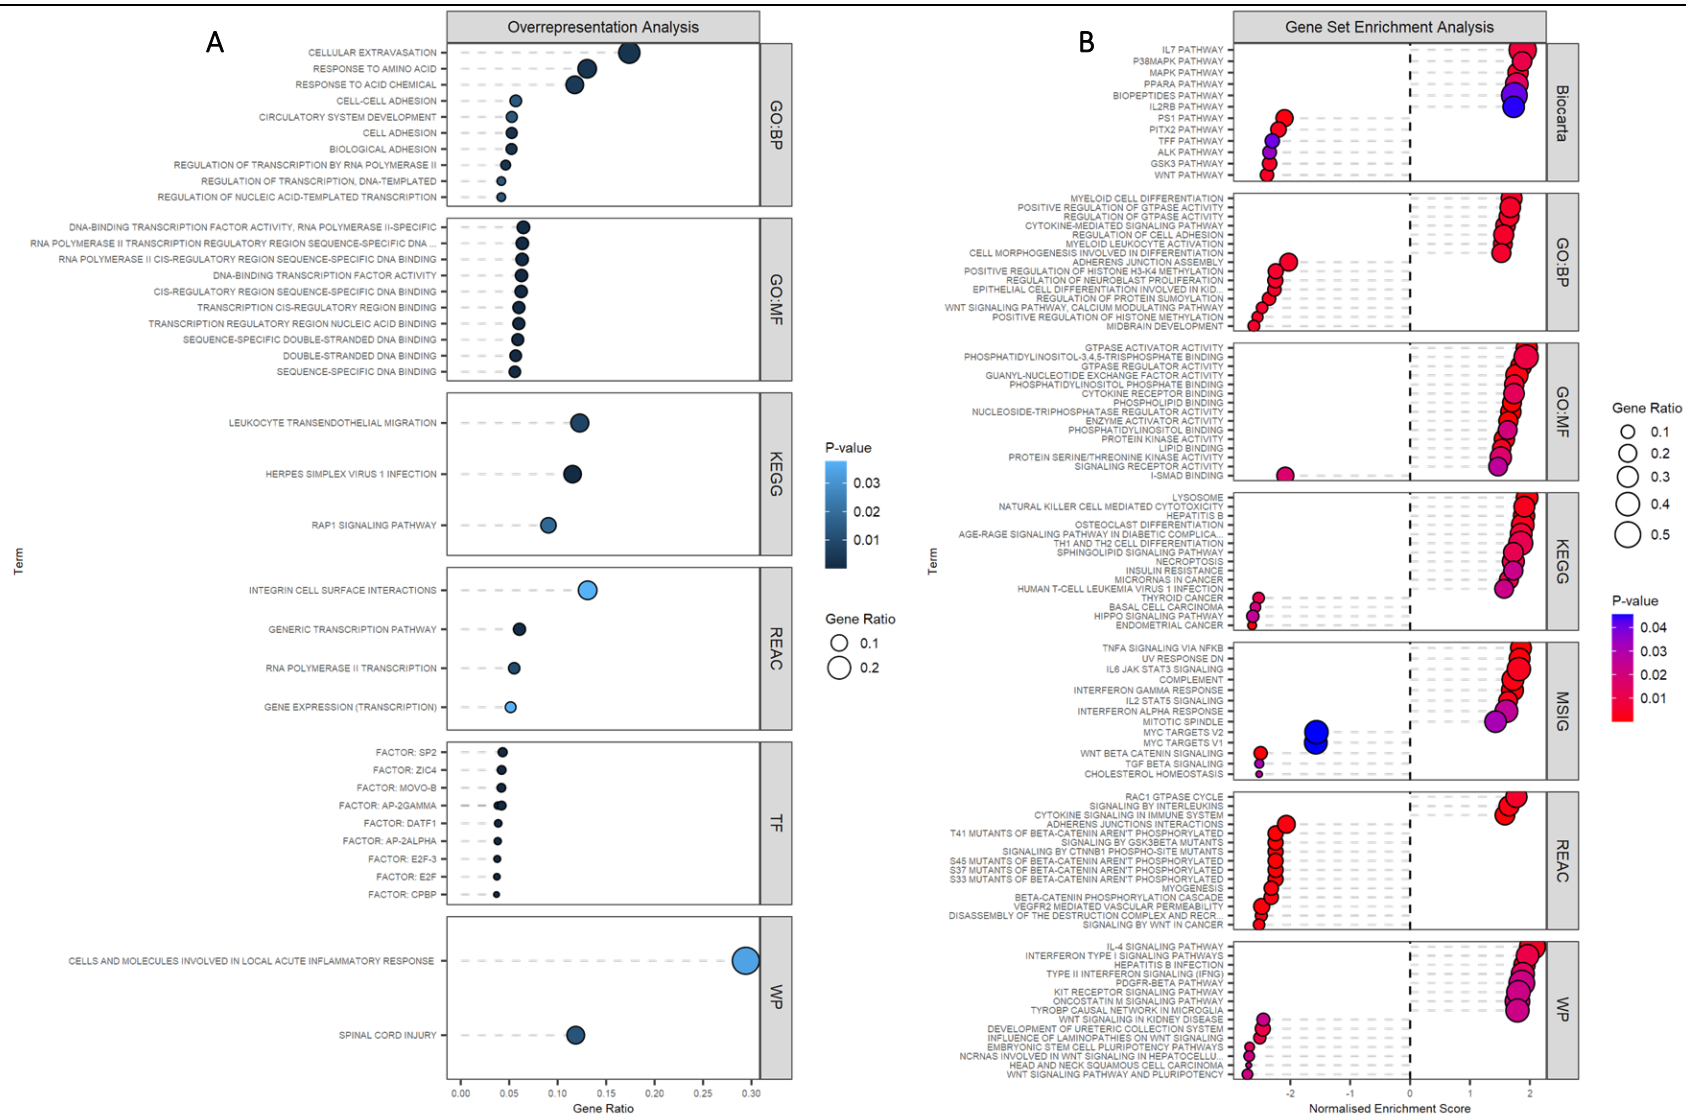 A
Overrepresentation Analysis
CELLULAR EXTRAVASATION
RESPONSE TO AMINO ACID
RESPONSE TO ACID CHEMICAL
CELL-CELL ADHESION
CIRCULATORY SYSTEM DEVELOPMENT
CELL ADHESION
BIOLOGICAL ADHESION
REGULATION OF TRANSCRIPTION BY RNA POLYMERASE II
REGULATION OF TRANSCRIPTION, DNA-TEMPLATED
REGULATION OF NUCLEIC ACID-TEMPLATED TRANSCRIPTION
GO:BP
DNA-BINDING TRANSCRIPTION FACTOR ACTIVITY, RNA POLYMERASE II-SPECIFIC
RNA POLYMERASE II TRANSCRIPTION REGULATORY REGION SEQUENCE-SPECIFIC DNA ...
RNA POLYMERASE II CIS-REGULATORY REGION SEQUENCE-SPECIFIC DNA BINDING
DNA-BINDING TRANSCRIPTION FACTOR ACTIVITY
CIS-REGULATORY REGION SEQUENCE-SPECIFIC DNA BINDING
TRANSCRIPTION CIS-REGULATORY REGION BINDING
TRANSCRIPTION REGULATORY REGION NUCLEIC ACID BINDING
SEQUENCE-SPECIFIC DOUBLE-STRANDED DNA BINDING
DOUBLE-STRANDED DNA BINDING
SEQUENCE-SPECIFIC DNA BINDING
GO:MF
LEUKOCYTE TRANSENDOTHELIAL MIGRATION
HERPES SIMPLEX VIRUS 1 INFECTION
RAP1 SIGNALING PATHWAY
KEGG
INTEGRIN CELL SURFACE INTERACTIONS
GENERIC TRANSCRIPTION PATHWAY
RNA POLYMERASE II TRANSCRIPTION
GENE EXPRESSION (TRANSCRIPTION)
REAC
FACTOR: SP2
FACTOR: ZIC4
FACTOR: MOVO-B
FACTOR: AP-2GAMMA
FACTOR: DATF1
FACTOR: AP-2ALPHA
FACTOR: E2F-3
FACTOR: E2F
FACTOR: CPBP
TF
CELLS AND MOLECULES INVOLVED IN LOCAL ACUTE INFLAMMATORY RESPONSE
SPINAL CORD INJURY
WP
Term
0.00 0.05 0.10 0.15 0.20 0.25 0.30
Gene Ratio
P-value
0.03
0.02
0.01
Gene Ratio
0.1
0.2
B
Gene Set Enrichment Analysis
IL7 PATHWAY
P38MAPK PATHWAY
MAPK PATHWAY
PPARA PATHWAY
BIOPEPTIDES PATHWAY
IL2RB PATHWAY
PS1 PATHWAY
PITX2 PATHWAY
TFF PATHWAY
ALK PATHWAY
GSK3 PATHWAY
WNT PATHWAY
Biocarta
MYELOID CELL DIFFERENTIATION
POSITIVE REGULATION OF GTPASE ACTIVITY
REGULATION OF GTPASE ACTIVITY
CYTOKINE-MEDIATED SIGNALING PATHWAY
REGULATION OF CELL ADHESION
MYELOID LEUKOCYTE ACTIVATION
CELL MORPHOGENESIS INVOLVED IN DIFFERENTIATION
ADHERENS JUNCTION ASSEMBLY
POSITIVE REGULATION OF HISTONE H3-K4 METHYLATION
REGULATION OF NEUROBLAST PROLIFERATION
EPITHELIAL CELL DIFFERENTIATION INVOLVED IN KID...
REGULATION OF PROTEIN SUMOYLATION
WNT SIGNALING PATHWAY, CALCIUM MODULATING PATHWAY
POSITIVE REGULATION OF HISTONE METHYLATION
MIDBRAIN DEVELOPMENT
GO:BP
GTPASE ACTIVATOR ACTIVITY
PHOSPHATIDYLINOSITOL-3,4,5-TRISPHOSPHATE BINDING
GTPASE REGULATOR ACTIVITY
GUANYL-NUCLEOTIDE EXCHANGE FACTOR ACTIVITY
PHOSPHATIDYLINOSITOL PHOSPHATE BINDING
CYTOKINE RECEPTOR BINDING
PHOSPHOLIPID BINDING
NUCLEOSIDE-TRIPHOSPHATASE REGULATOR ACTIVITY
ENZYME ACTIVATOR ACTIVITY
PHOSPHATIDYLINOSITOL BINDING
PROTEIN KINASE ACTIVITY
LIPID BINDING
PROTEIN SERINE/THREONINE KINASE ACTIVITY
SIGNALING RECEPTOR ACTIVITY
I-SMAD BINDING
GO:MF
LYSOSOME
NATURAL KILLER CELL MEDIATED CYTOTOXICITY
HEPATITIS B
OSTEOCLAST DIFFERENTIATION
AGE-RAGE SIGNALING PATHWAY IN DIABETIC COMPLICA...
TH1 AND TH2 CELL DIFFERENTIATION
SPHINGOLIPID SIGNALING PATHWAY
NECROPTOSIS
INSULIN RESISTANCE
MICRORNAS IN CANCER
HUMAN T-CELL LEUKEMIA VIRUS 1 INFECTION
THYROID CANCER
BASAL CELL CARCINOMA
HIPPO SIGNALING PATHWAY
ENDOMETRIAL CANCER
KEGG
TNFA SIGNALING VIA NFKB
UV RESPONSE DN
IL6 JAK STAT3 SIGNALING
COMPLEMENT
INTERFERON GAMMA RESPONSE
IL2 STAT5 SIGNALING
INTERFERON ALPHA RESPONSE
MITOTIC SPINDLE
MYC TARGETS V2
MYC TARGETS V1
WNT BETA CATENIN SIGNALING
TGF BETA SIGNALING
CHOLESTEROL HOMEOSTASIS
MSIG
RAC1 GTPASE CYCLE
SIGNALING BY INTERLEUKINS
CYTOKINE SIGNALING IN IMMUNE SYSTEM
ADHERENS JUNCTIONS INTERACTIONS
T41 MUTANTS OF BETA-CATENIN AREN'T PHOSPHORYLATED
SIGNALING BY GSK3BETA MUTANTS
SIGNALING BY CTNNB1 PHOSPHO-SITE MUTANTS
S45 MUTANTS OF BETA-CATENIN AREN'T PHOSPHORYLATED
S37 MUTANTS OF BETA-CATENIN AREN'T PHOSPHORYLATED
S33 MUTANTS OF BETA-CATENIN AREN'T PHOSPHORYLATED
MYOGENESIS
BETA-CATENIN PHOSPHORYLATION CASCADE
VEGFR2 MEDIATED VASCULAR PERMEABILITY
DISASSEMBLY OF THE DESTRUCTION COMPLEX AND RECR...
SIGNALING BY WNT IN CANCER
REAC
IL-4 SIGNALING PATHWAY
INTERFERON TYPE I SIGNALING PATHWAYS
HEPATITIS B INFECTION
TYPE II INTERFERON SIGNALING (IFNG)
PDGFR-BETA PATHWAY
KIT RECEPTOR SIGNALING PATHWAY
ONCOSTATIN M SIGNALING PATHWAY
TYROBP CAUSAL NETWORK IN MICROGLIA
WNT SIGNALING IN KIDNEY DISEASE
DEVELOPMENT OF URETERIC COLLECTION SYSTEM
INFLUENCE OF LAMINOPATHIES ON WNT SIGNALING
EMBRYONIC STEM CELL PLURIPOTENCY PATHWAYS
NCRNAS INVOLVED IN WNT SIGNALING IN HEPATOCELLU...
HEAD AND NECK SQUAMOUS CELL CARCINOMA
WNT SIGNALING PATHWAY AND PLURIPOTENCY
WP
Term
-2 -1 0 1 2
Normalised Enrichment Score
Gene Ratio
0.1
0.2
0.3
0.4
0.5
P-value
0.04
0.03
0.02
0.01